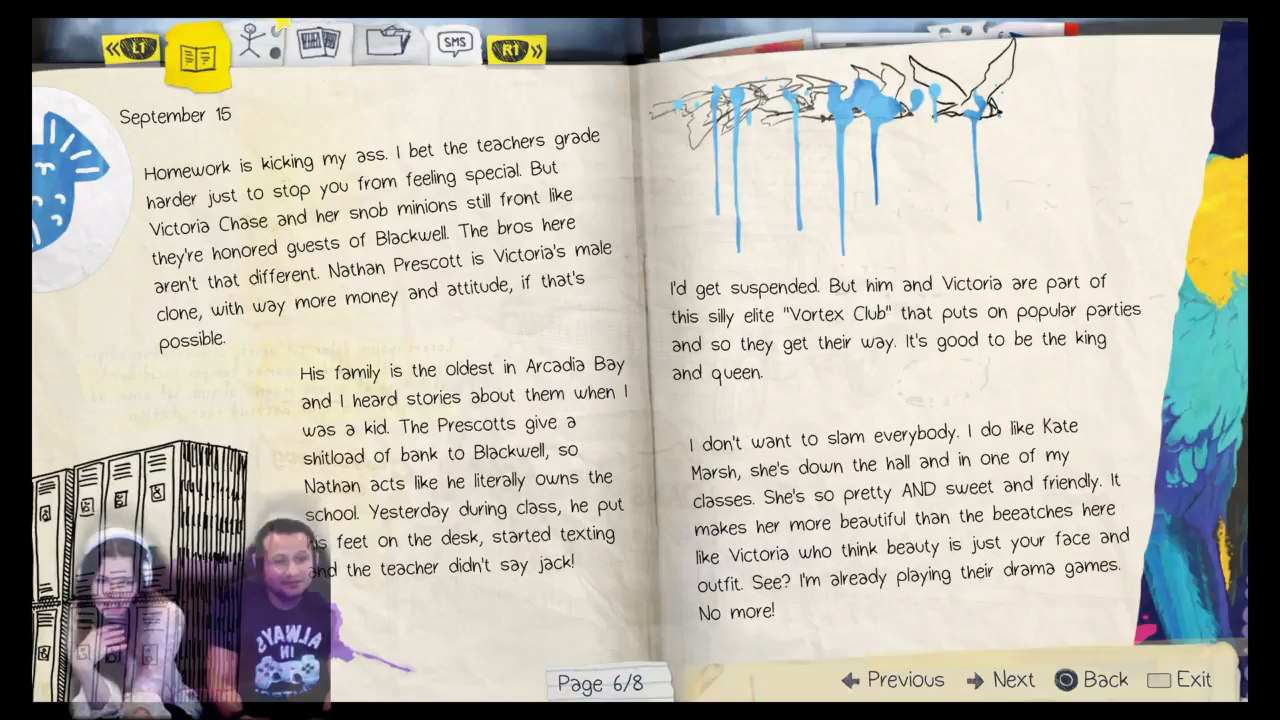 L1
SMS
R1
September 15
Homework is kicking my ass. I bet the teachers grade
harder just to stop you from feeling special. But
Victoria Chase and her snob minions still front like
they're honored guests of Blackwell. The bros here
aren't that different. Nathan Prescott is Victoria's male
clone, with way more money and attitude, if that's
possible.
His family is the oldest in Arcadia Bay
and I heard stories about them when I
was a kid. The Prescotts give a
shitload of bank to Blackwell, so
Nathan acts like he literally owns the
school. Yesterday during class, he put
his feet on the desk, started texting
and the teacher didn't say jack!
I'd get suspended. But him and Victoria are part of
this silly elite "Vortex Club" that puts on popular parties
and so they get their way. It's good to be the king
and queen.
I don't want to slam everybody. I do like Kate
Marsh, she's down the hall and in one of my
classes. She's so pretty AND sweet and friendly. It
makes her more beautiful than the beeatches here
like Victoria who think beauty is just your face and
outfit. See? I'm already playing their drama games.
No more!
ALWAYS
IN
Page 6/8
Previous
Next
Back
Exit